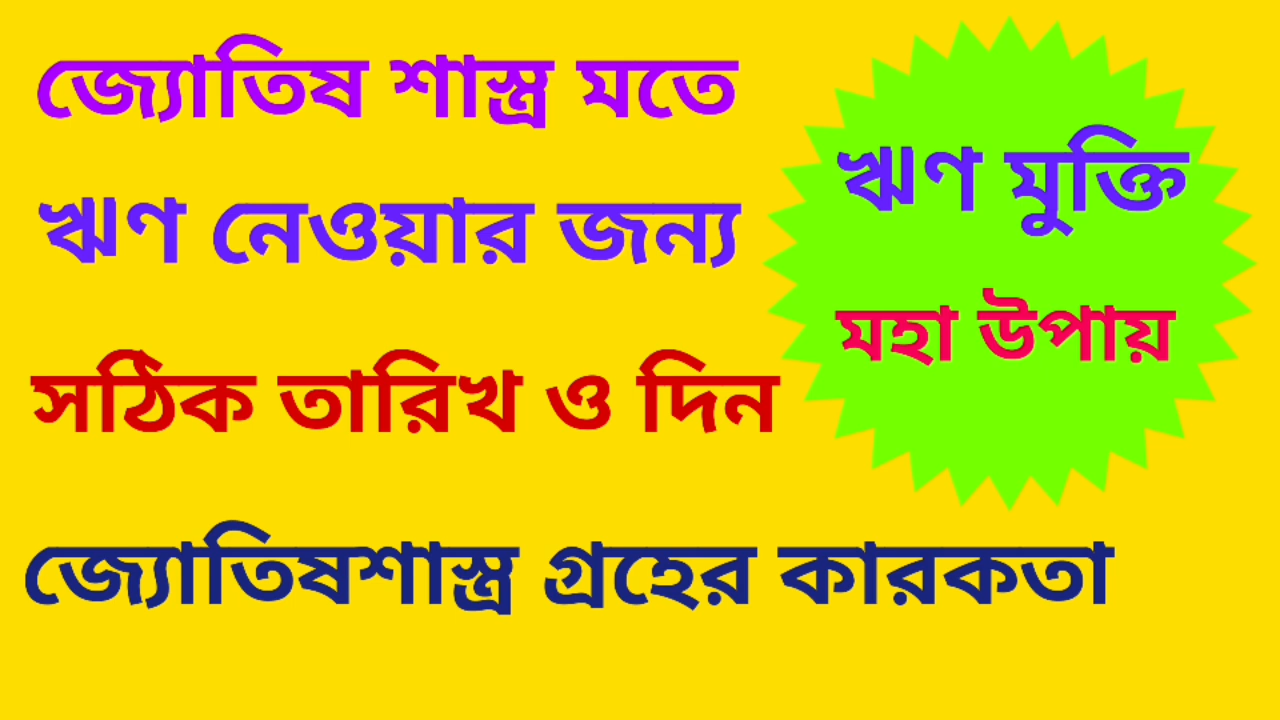 জ্যোতিষ শাস্ত্র মতে
ঋণ নেওয়ার জন্য
সঠিক তারিখ ও দিন
জ্যোতিষশাস্ত্র গ্রহের কারকতা
ঋণ মুক্তি
মহা উপায়